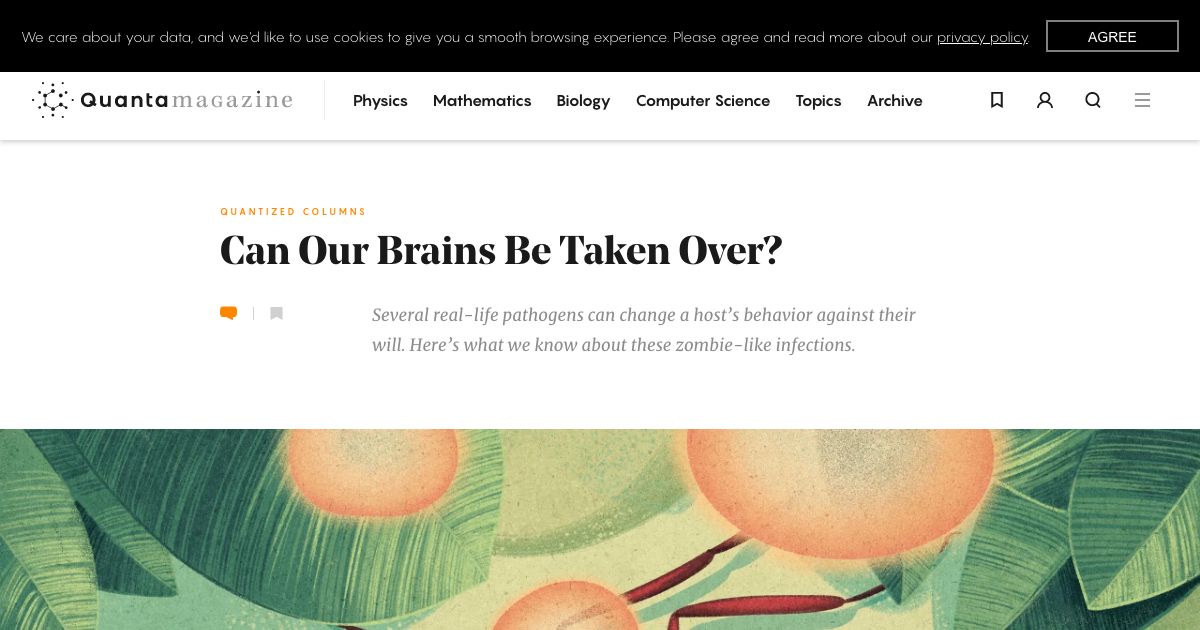 We care about your data, and we'd like to use cookies to give you a smooth browsing experience. Please agree and read more about our privacy policy.
AGREE
Quantamagazine
Physics Mathematics Biology Computer Science Topics Archive
QUANTIZED COLUMNS
Can Our Brains Be Taken Over?
Several real-life pathogens can change a host’s behavior against their
will. Here’s what we know about these zombie-like infections.